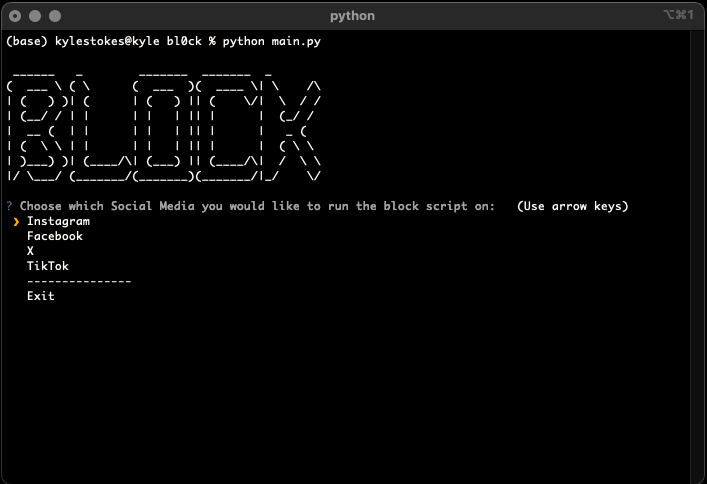 python
⌥⌘1
(base) kylestokes@kyle bl0ck % python main.py
BLOCK
? Choose which Social Media you would like to run the block script on: (Use arrow keys)
❯ Instagram
Facebook
X
TikTok
---------------
Exit